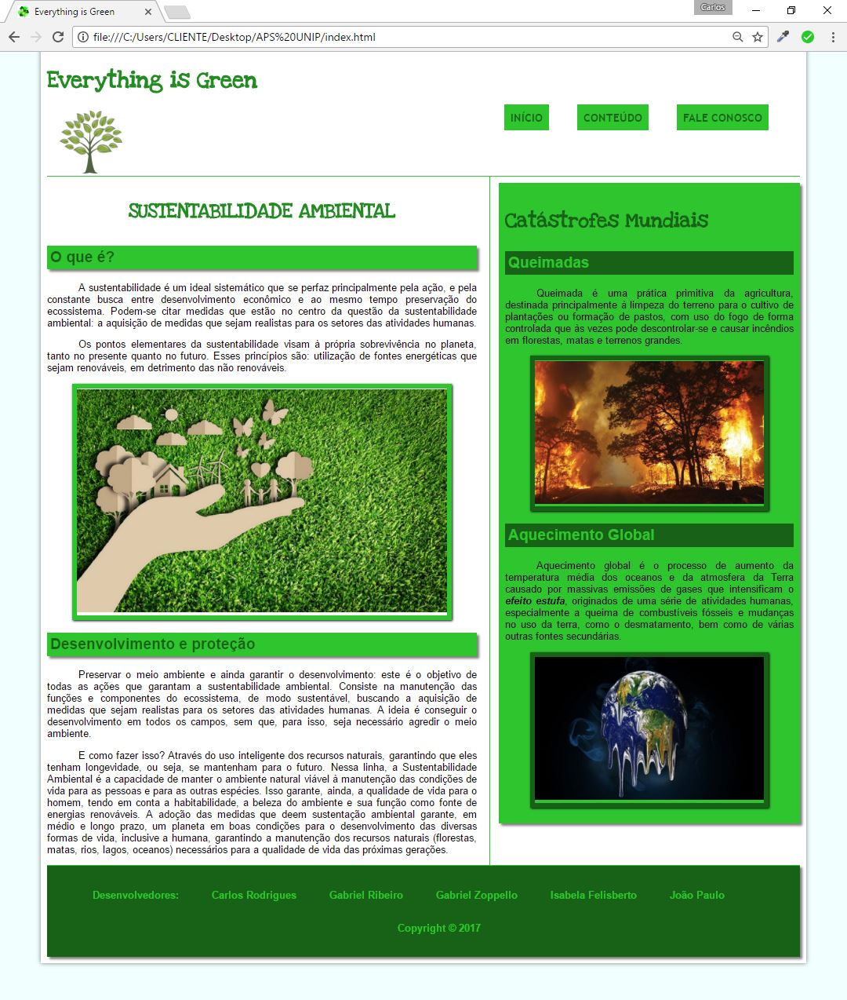 Everything is Green
Carlos
file:///C:/Users/CLIENTE/Desktop/APS%20UNIP/index.html
Everything is Green
INÍCIO CONTEÚDO FALE CONOSCO
SUSTENTABILIDADE AMBIENTAL
O que é?
A sustentabilidade é um ideal sistemático que se perfaz principalmente pela ação, e pela
constante busca entre desenvolvimento econômico e ao mesmo tempo preservação do
ecossistema. Podem-se citar medidas que estão no centro da questão da sustentabilidade
ambiental: a aquisição de medidas que sejam realistas para os setores das atividades humanas.
Os pontos elementares da sustentabilidade visam à própria sobrevivência no planeta,
tanto no presente quanto no futuro. Esses princípios são: utilização de fontes energéticas que
sejam renováveis, em detrimento das não renováveis.
Desenvolvimento e proteção
Preservar o meio ambiente e ainda garantir o desenvolvimento: este é o objetivo de
todas as ações que garantam a sustentabilidade ambiental. Consiste na manutenção das
funções e componentes do ecossistema, de modo sustentável, buscando a aquisição de
medidas que sejam realistas para os setores das atividades humanas. A ideia é conseguir o
desenvolvimento em todos os campos, sem que, para isso, seja necessário agredir o meio
ambiente.
E como fazer isso? Através do uso inteligente dos recursos naturais, garantindo que eles
tenham longevidade, ou seja, se mantenham para o futuro. Nessa linha, a Sustentabilidade
Ambiental é a capacidade de manter o ambiente natural viável à manutenção das condições de
vida para as pessoas e para as outras espécies. Isso garante, ainda, a qualidade de vida para o
homem, tendo em conta a habitabilidade, a beleza do ambiente e sua função como fonte de
energias renováveis. A adoção das medidas que deem sustentação ambiental garante, em
médio e longo prazo, um planeta em boas condições para o desenvolvimento das diversas
formas de vida, inclusive a humana, garantindo a manutenção dos recursos naturais (florestas,
matas, rios, lagos, oceanos) necessários para a qualidade de vida das próximas gerações.
Catástrofes Mundiais
Queimadas
Queimada é uma prática primitiva da agricultura,
destinada principalmente à limpeza do terreno para o cultivo de
plantações ou formação de pastos, com uso do fogo de forma
controlada que às vezes pode descontrolar-se e causar incêndios
em florestas, matas e terrenos grandes.
Aquecimento Global
Aquecimento global é o processo de aumento da
temperatura média dos oceanos e da atmosfera da Terra
causado por massivas emissões de gases que intensificam o
efeito estufa, originados de uma série de atividades humanas,
especialmente a queima de combustíveis fósseis e mudanças
no uso da terra, como o desmatamento, bem como de várias
outras fontes secundárias.
Desenvolvedores: Carlos Rodrigues Gabriel Ribeiro Gabriel Zoppello Isabela Felisberto João Paulo
Copyright © 2017